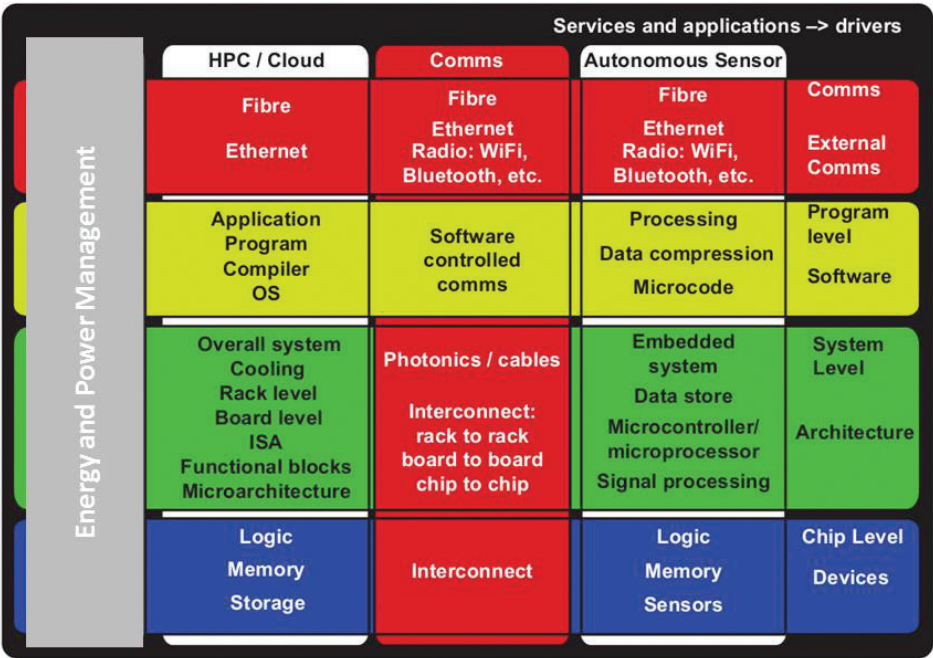 Services and applications –> drivers
Energy and Power Management
HPC / Cloud
Comms
Autonomous Sensor
Fibre
Ethernet
Fibre
Ethernet
Radio: WiFi,
Bluetooth, etc.
Fibre
Ethernet
Radio: WiFi,
Bluetooth, etc.
Comms
External
Comms
Application
Program
Compiler
OS
Software
controlled
comms
Processing
Data compression
Microcode
Program
level
Software
Overall system
Cooling
Rack level
Board level
ISA
Functional blocks
Microarchitecture
Photonics / cables
Interconnect:
rack to rack
board to board
chip to chip
Embedded
system
Data store
Microcontroller/
microprocessor
Signal processing
System
Level
Architecture
Logic
Memory
Storage
Interconnect
Logic
Memory
Sensors
Chip Level
Devices